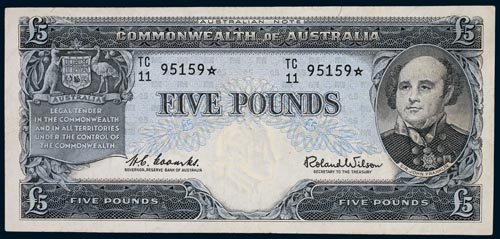 AUSTRALIAN NOTE
£5 COMMONWEALTH OF AUSTRALIA £5
TC 11 95159☆ TC 11 95159☆
AUSTRALIA
FIVE POUNDS
LEGAL TENDER
IN THE COMMONWEALTH
AND IN ALL TERRITORIES
UNDER THE CONTROL OF
THE COMMONWEALTH
H.C. Coombs.
GOVERNOR, RESERVE BANK OF AUSTRALIA
Roland Wilson
SECRETARY TO THE TREASURY
SIR JOHN FRANKLIN
£5 FIVE POUNDS FIVE POUNDS £5